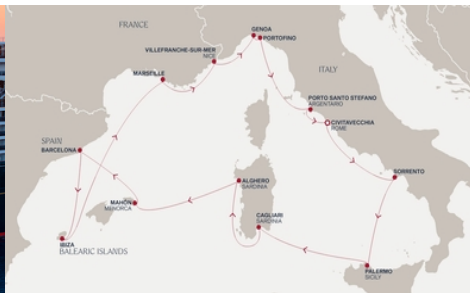 FRANCE
GENOA
PORTOFINO
VILLEFRANCHE-SUR-MER
NICE
ITALY
MARSEILLE
PORTO SANTO STEFANO
ARGENTARIO
CIVITAVECCHIA
ROME
SPAIN
BARCELONA
SORRENTO
ALGHERO
SARDINIA
MAHÓN
MENORCA
CAGLIARI
SARDINIA
IBIZA
BALEARIC ISLANDS
PALERMO
SICILY